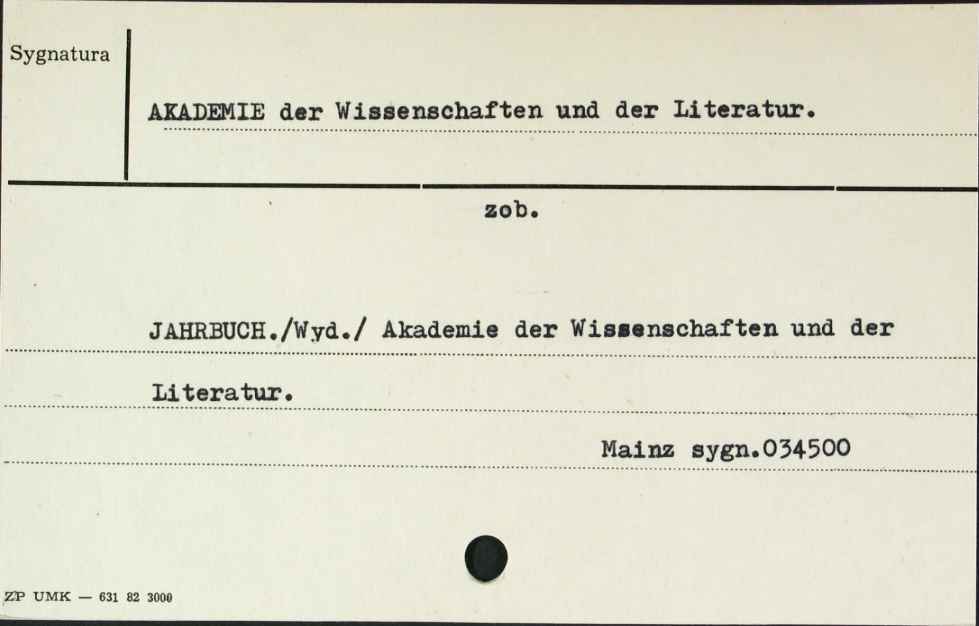 Sygnatura
AKADEMIE der Wissenschaften und der Literatur.
zob.
JAHRBUCH./Wyd./ Akademie der Wissenschaften und der
Literatur.
Mainz sygn.034500
ZP UMK — 631 82 3000